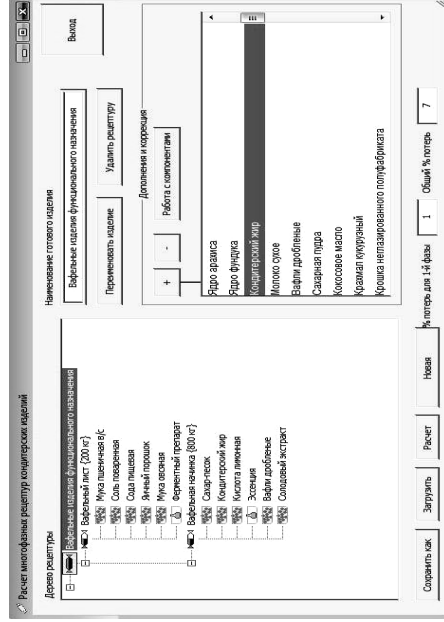 Расчет многофазных рецептур кондитерских изделий
Дерево рецептуры
Вафельные изделия функционального назначения
Вафельный лист {200 кг}
Мука пшеничная в/с
Соль поваренная
Сода пищевая
Яичный порошок
Мука овсяная
Ферментный препарат
Вафельная начинка {800 кг}
Сахар-песок
Кондитерский жир
Кислота лимонная
Эссенция
Вафли дробленые
Солодовый экстракт
Наименование готового изделия
Вафельные изделия функционального назначения
Выход
Переименовать изделие
Удалить рецептуру
Дополнения и коррекция
+
-
Работа с компонентами
Ядро арахиса
Ядро фундука
Кондитерский жир
Молоко сухое
Вафли дробленые
Сахарная пудра
Кокосовое масло
Крахмал кукурузный
Крошка неглазированного полуфабриката
Сохранить как
Загрузить
Расчет
Новая
% потерь для 1-й фазы
1
Общий % потерь
7